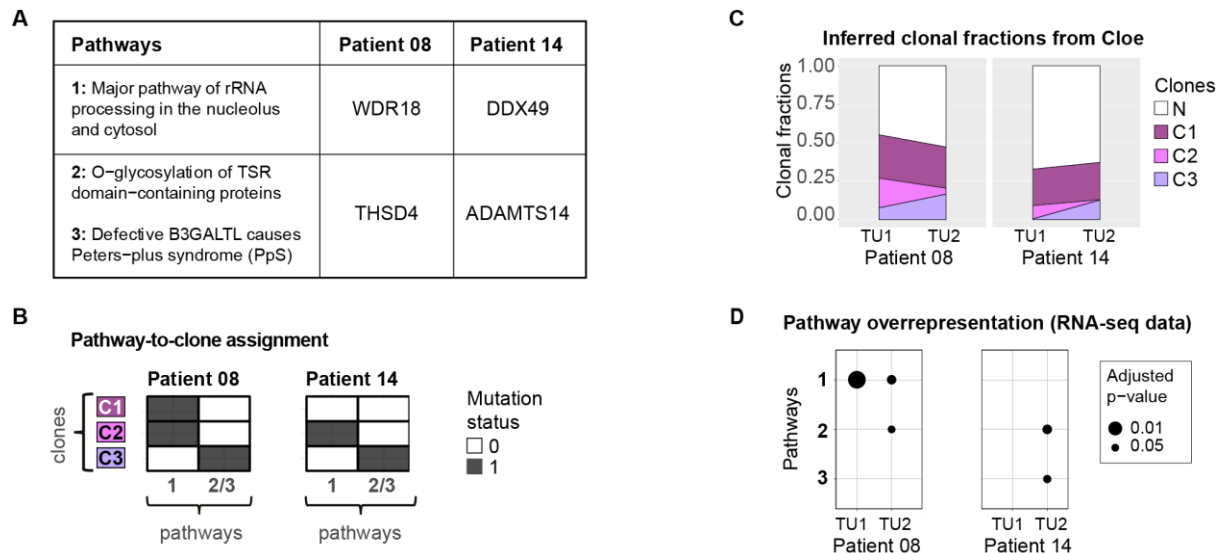 A
Pathways Patient 08 Patient 14
1: Major pathway of rRNA
processing in the nucleolus
and cytosol
WDR18 DDX49
2: O−glycosylation of TSR
domain−containing proteins
3: Defective B3GALTL causes
Peters−plus syndrome (PpS)
THSD4 ADAMTS14
B
Pathway-to-clone assignment
Patient 08 Patient 14
clones
C1
C2
C3
1 2/3 1 2/3
pathways pathways
Mutation
status
0
1
C
Inferred clonal fractions from Cloe
Clonal fractions
1.00
0.75
0.50
0.25
0.00
TU1 TU2 TU1 TU2
Patient 08 Patient 14
Clones
N
C1
C2
C3
D
Pathway overrepresentation (RNA-seq data)
Pathways
1
2
3
TU1 TU2 TU1 TU2
Patient 08 Patient 14
Adjusted
p−value
0.01
0.05